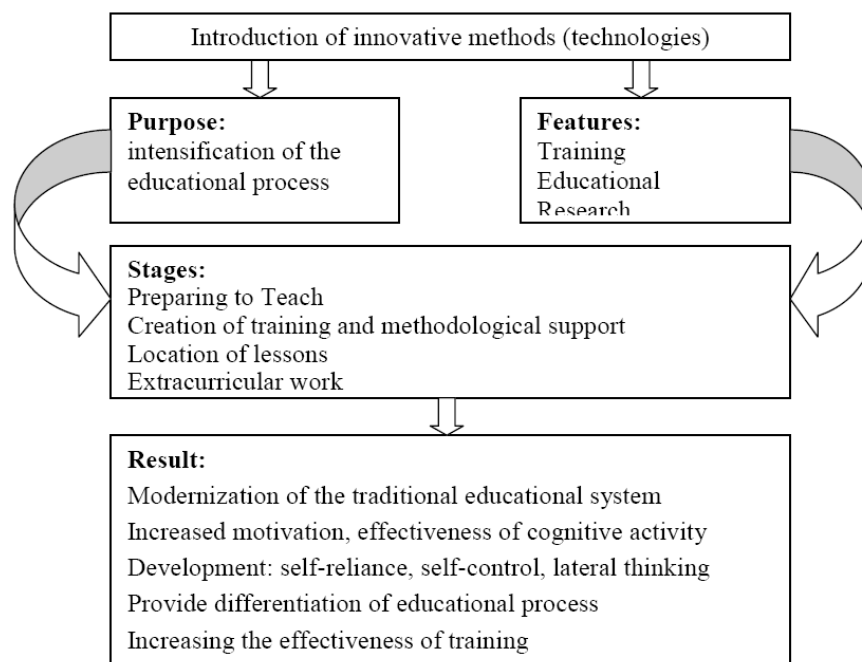 Introduction of innovative methods (technologies)
Purpose:
intensification of the
educational process
Features:
Training
Educational
Research
Stages:
Preparing to Teach
Creation of training and methodological support
Location of lessons
Extracurricular work
Result:
Modernization of the traditional educational system
Increased motivation, effectiveness of cognitive activity
Development: self-reliance, self-control, lateral thinking
Provide differentiation of educational process
Increasing the effectiveness of training